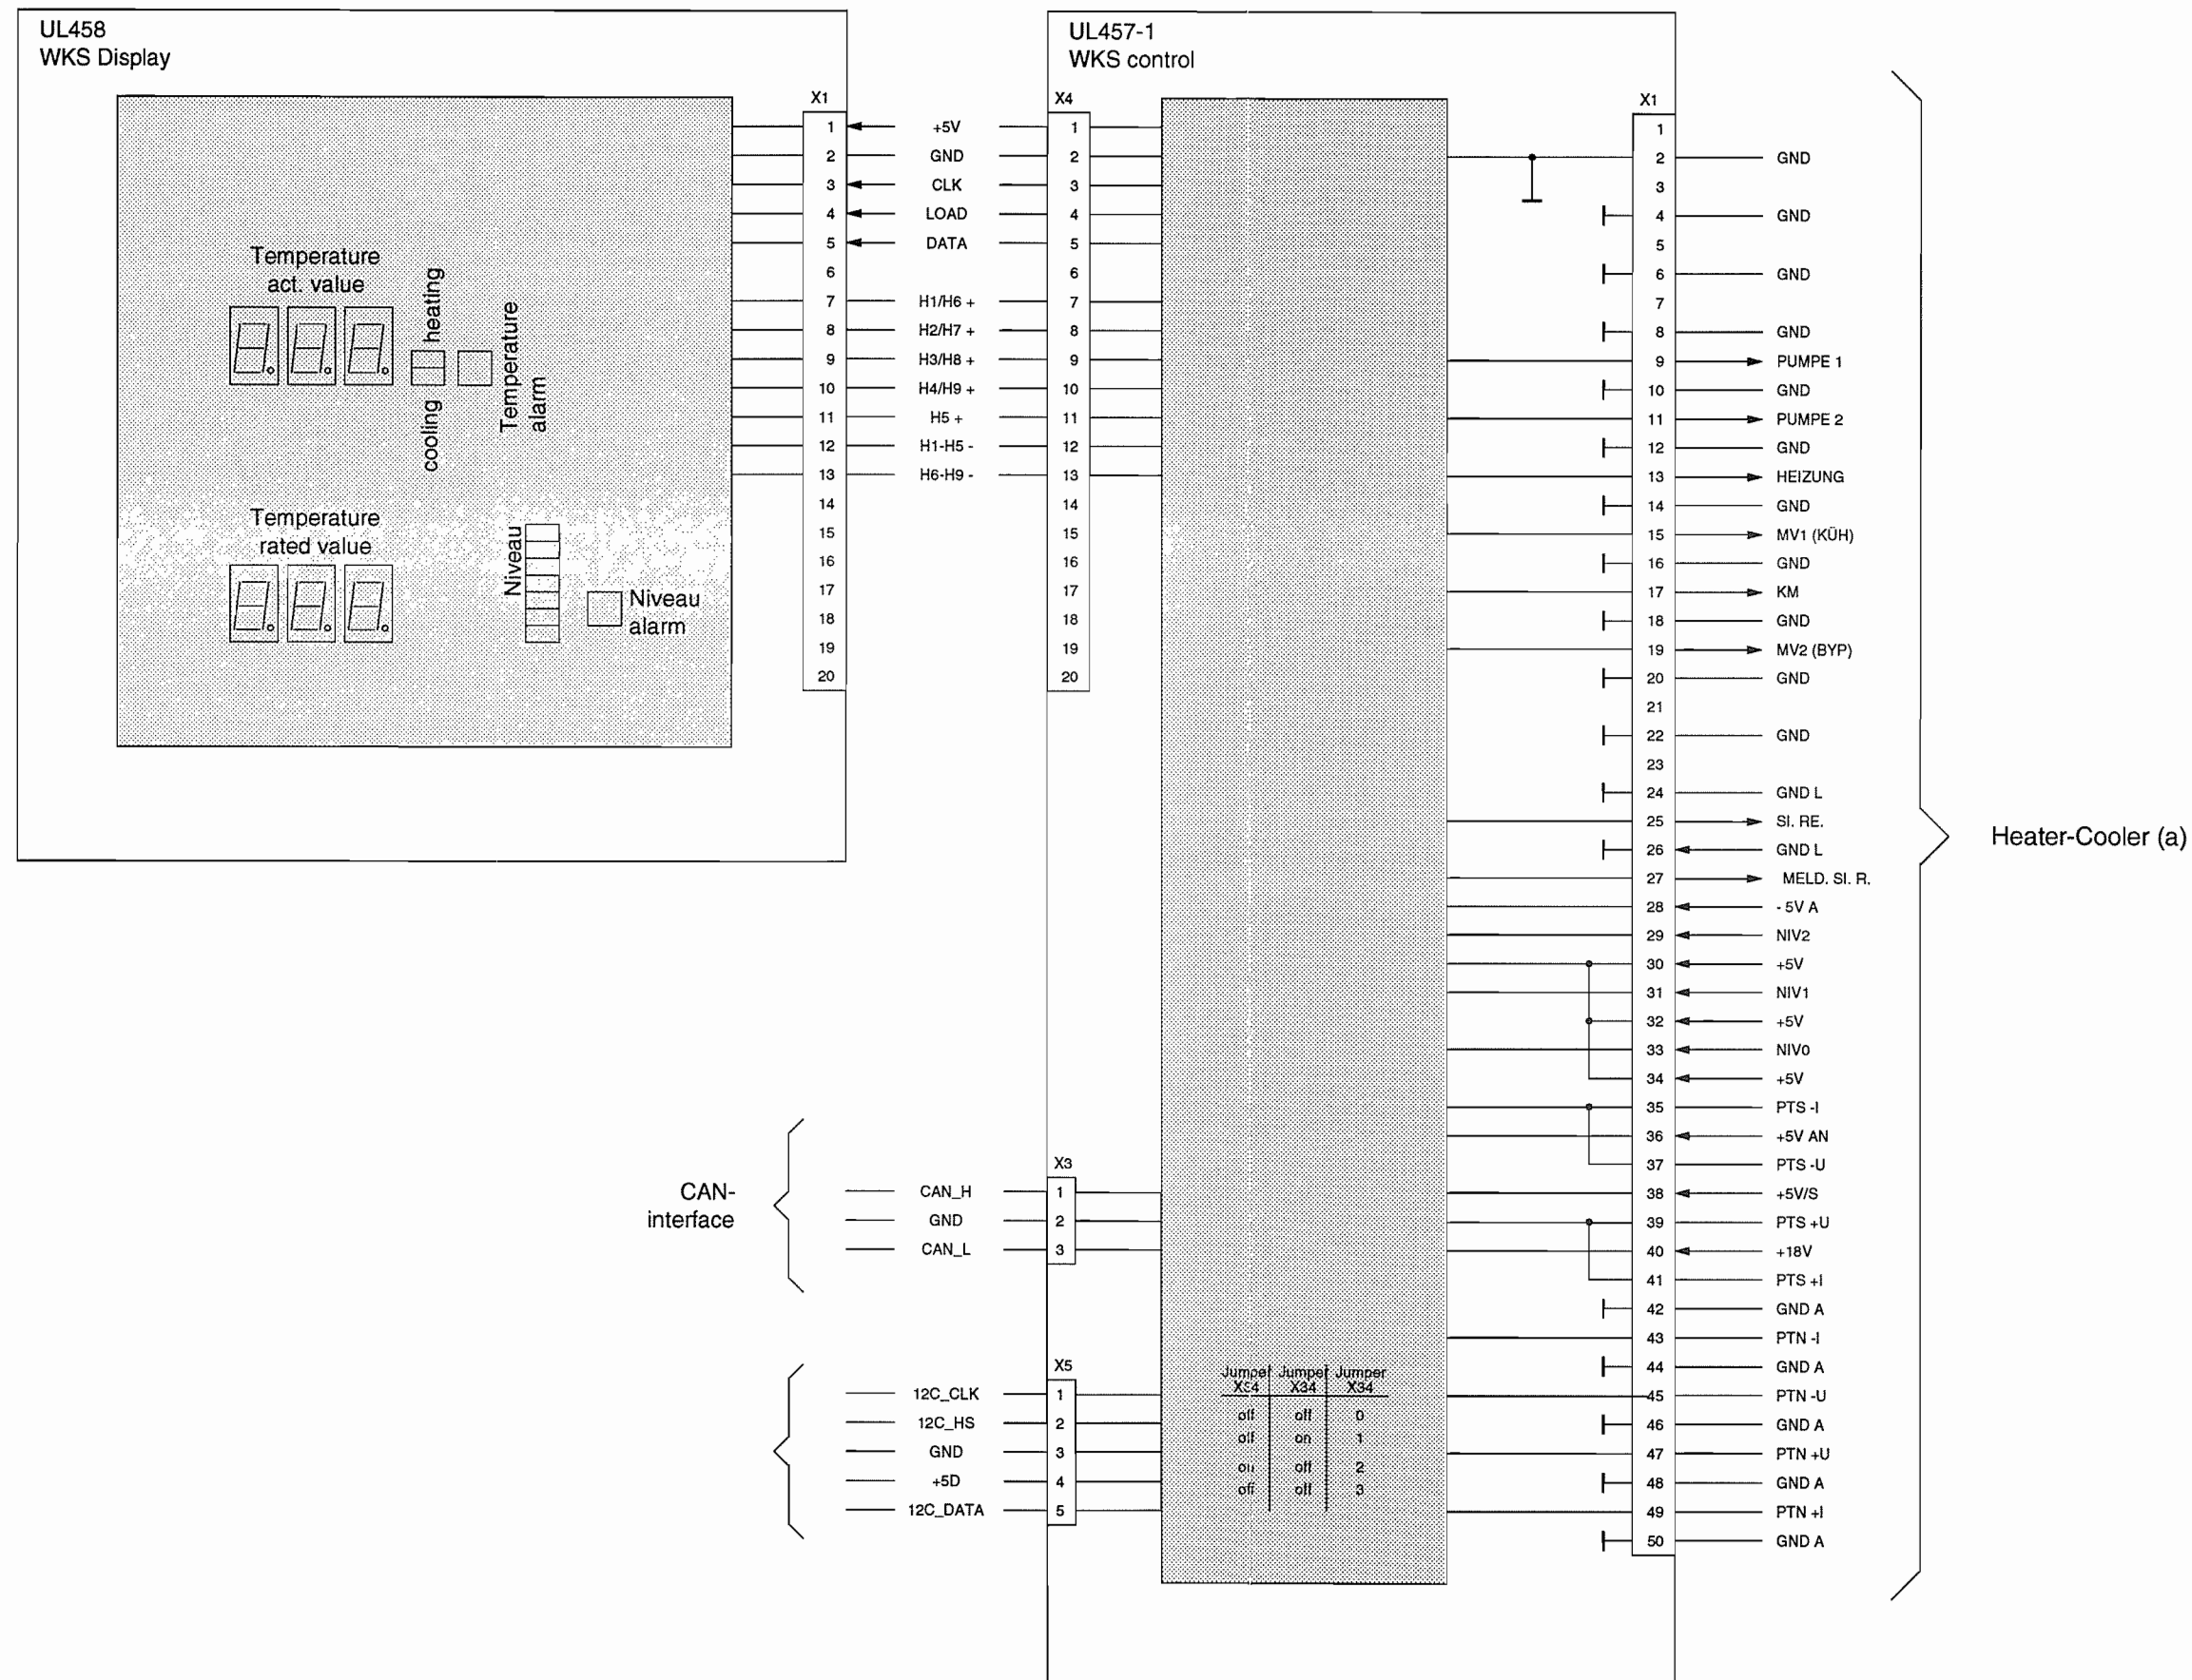 UL458
WKS Display
X1
1
2
3
4
5
6
7
8
9
10
11
12
13
14
15
16
17
18
19
20
Temperature
act. value
heating
cooling
Temperature
alarm
Temperature
rated value
Niveau
Niveau
alarm
+5V
GND
CLK
LOAD
DATA
H1/H6 +
H2/H7 +
H3/H8 +
H4/H9 +
H5 +
H1-H5 -
H6-H9 -
UL457-1
WKS control
X4
1
2
3
4
5
6
7
8
9
10
11
12
13
14
15
16
17
18
19
20
CAN-
interface
X3
CAN_H 1
GND 2
CAN_L 3
X5
12C_CLK 1
12C_HS 2
GND 3
+5D 4
12C_DATA 5
Jumper Jumper Jumper
X34 X34
off off 0
off on 1
on off 2
off off 3
X1
1
2 GND
3
4 GND
5
6 GND
7
8 GND
9 PUMPE 1
10 GND
11 PUMPE 2
12 GND
13 HEIZUNG
14 GND
15 MV1 (KÜH)
16 GND
17 KM
18 GND
19 MV2 (BYP)
20 GND
21
22 GND
23
24 GND L
25 SI. RE.
26 GND L
27 MELD. SI. R.
28 - 5V A
29 NIV2
30 +5V
31 NIV1
32 +5V
33 NIV0
34 +5V
35 PTS -I
36 +5V AN
37 PTS -U
38 +5V/S
39 PTS +U
40 +18V
41 PTS +I
42 GND A
43 PTN -I
44 GND A
45 PTN -U
46 GND A
47 PTN +U
48 GND A
49 PTN +I
50 GND A
Heater-Cooler (a)